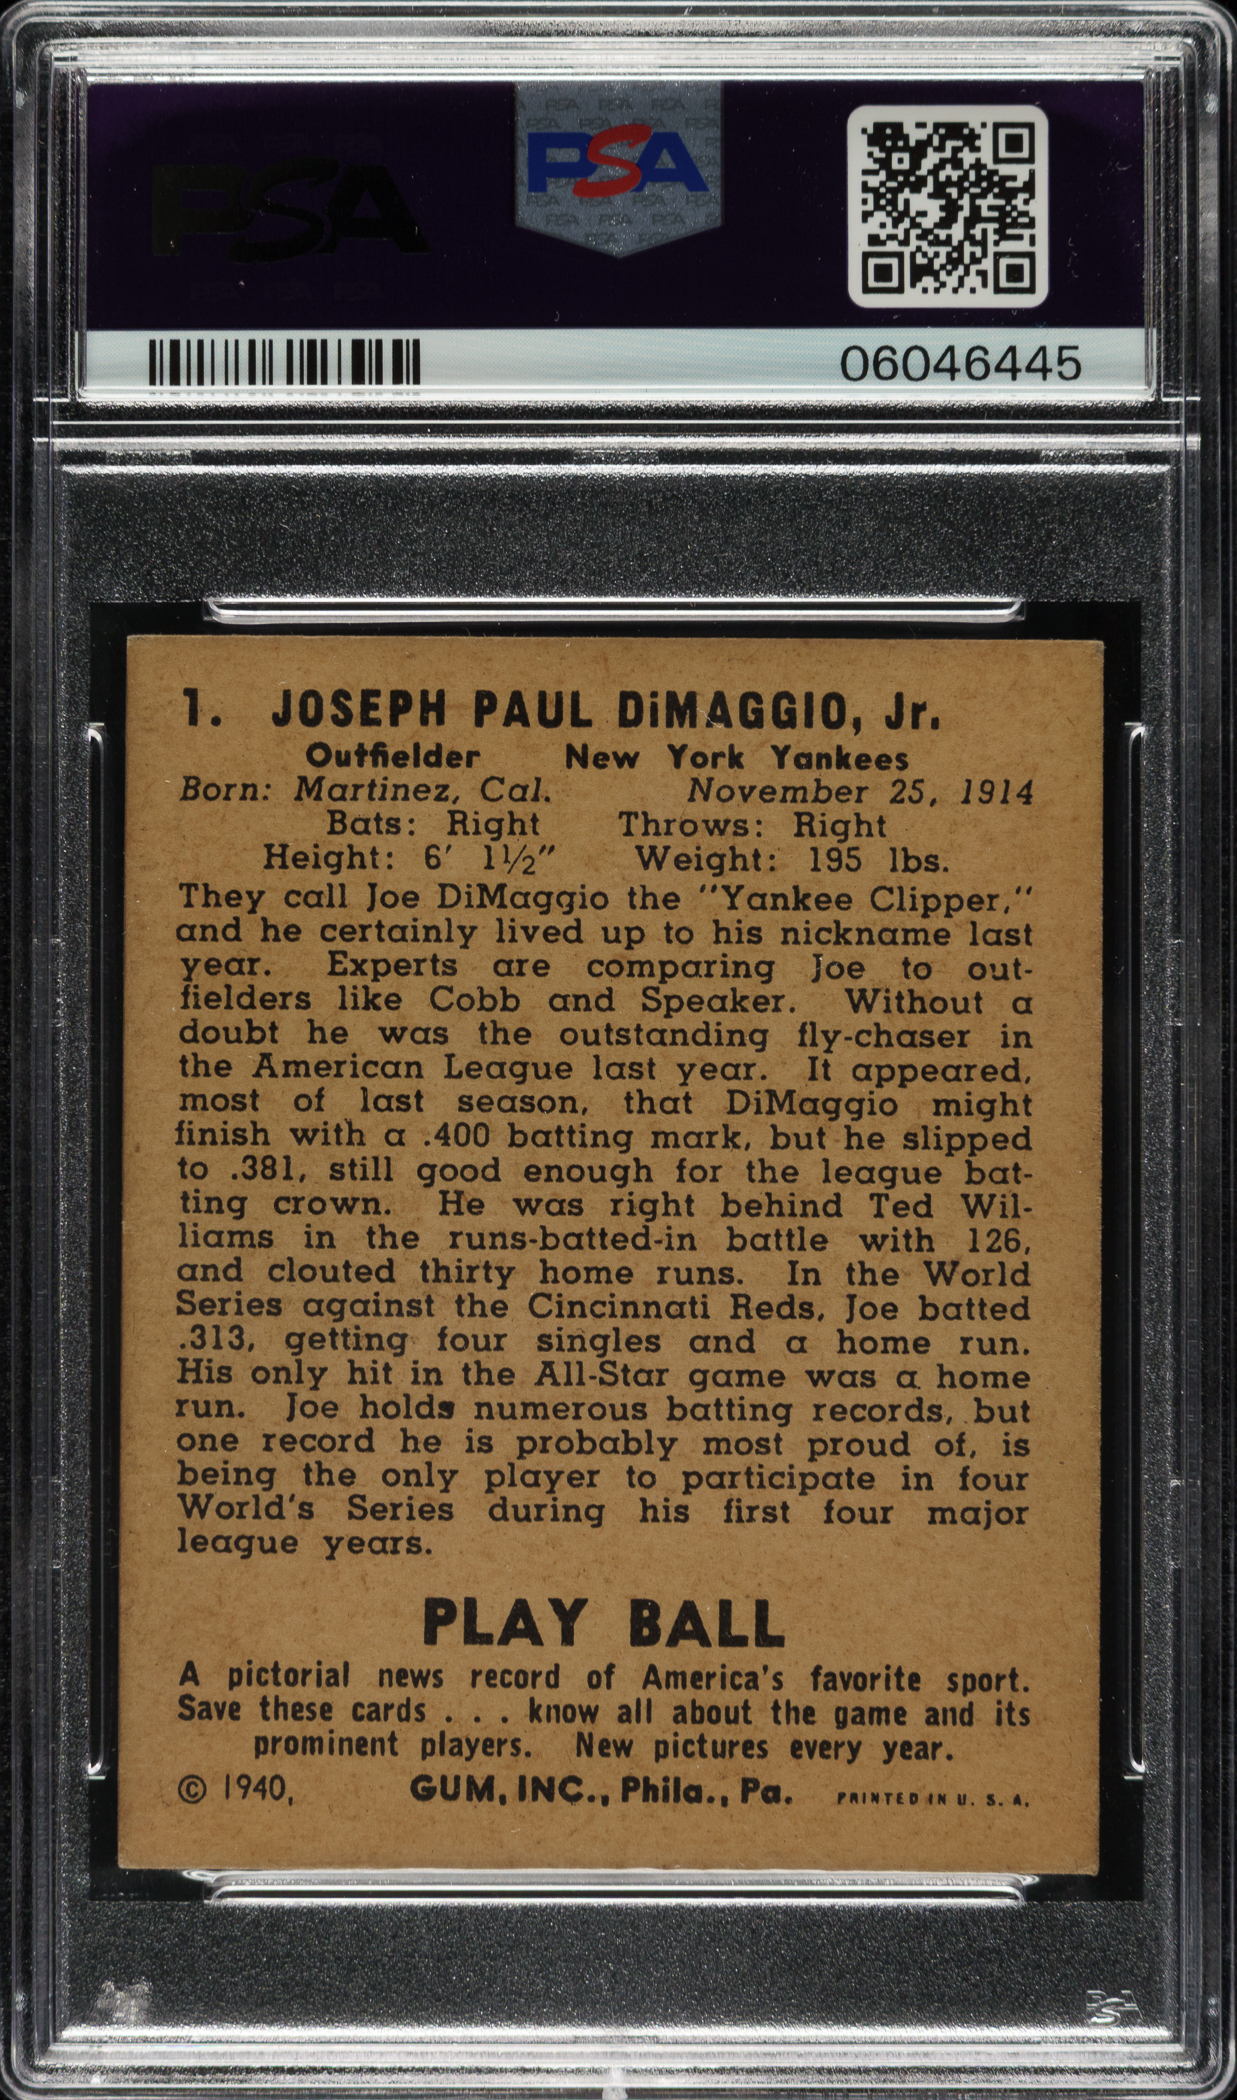 PSA
PSA
06046445
1. JOSEPH PAUL DiMAGGIO, Jr.
Outfielder New York Yankees
Born: Martinez, Cal. November 25, 1914
Bats: Right Throws: Right
Height: 6′ 1½″ Weight: 195 lbs.
They call Joe DiMaggio the "Yankee Clipper,"
and he certainly lived up to his nickname last
year. Experts are comparing Joe to out-
fielders like Cobb and Speaker. Without a
doubt he was the outstanding fly-chaser in
the American League last year. It appeared,
most of last season, that DiMaggio might
finish with a .400 batting mark, but he slipped
to .381, still good enough for the league bat-
ting crown. He was right behind Ted Wil-
liams in the runs-batted-in battle with 126,
and clouted thirty home runs. In the World
Series against the Cincinnati Reds, Joe batted
.313, getting four singles and a home run.
His only hit in the All-Star game was a home
run. Joe holds numerous batting records, but
one record he is probably most proud of, is
being the only player to participate in four
World's Series during his first four major
league years.
PLAY BALL
A pictorial news record of America's favorite sport.
Save these cards . . . know all about the game and its
prominent players. New pictures every year.
© 1940, GUM, INC., Phila., Pa. PRINTED IN U. S. A.
PSA